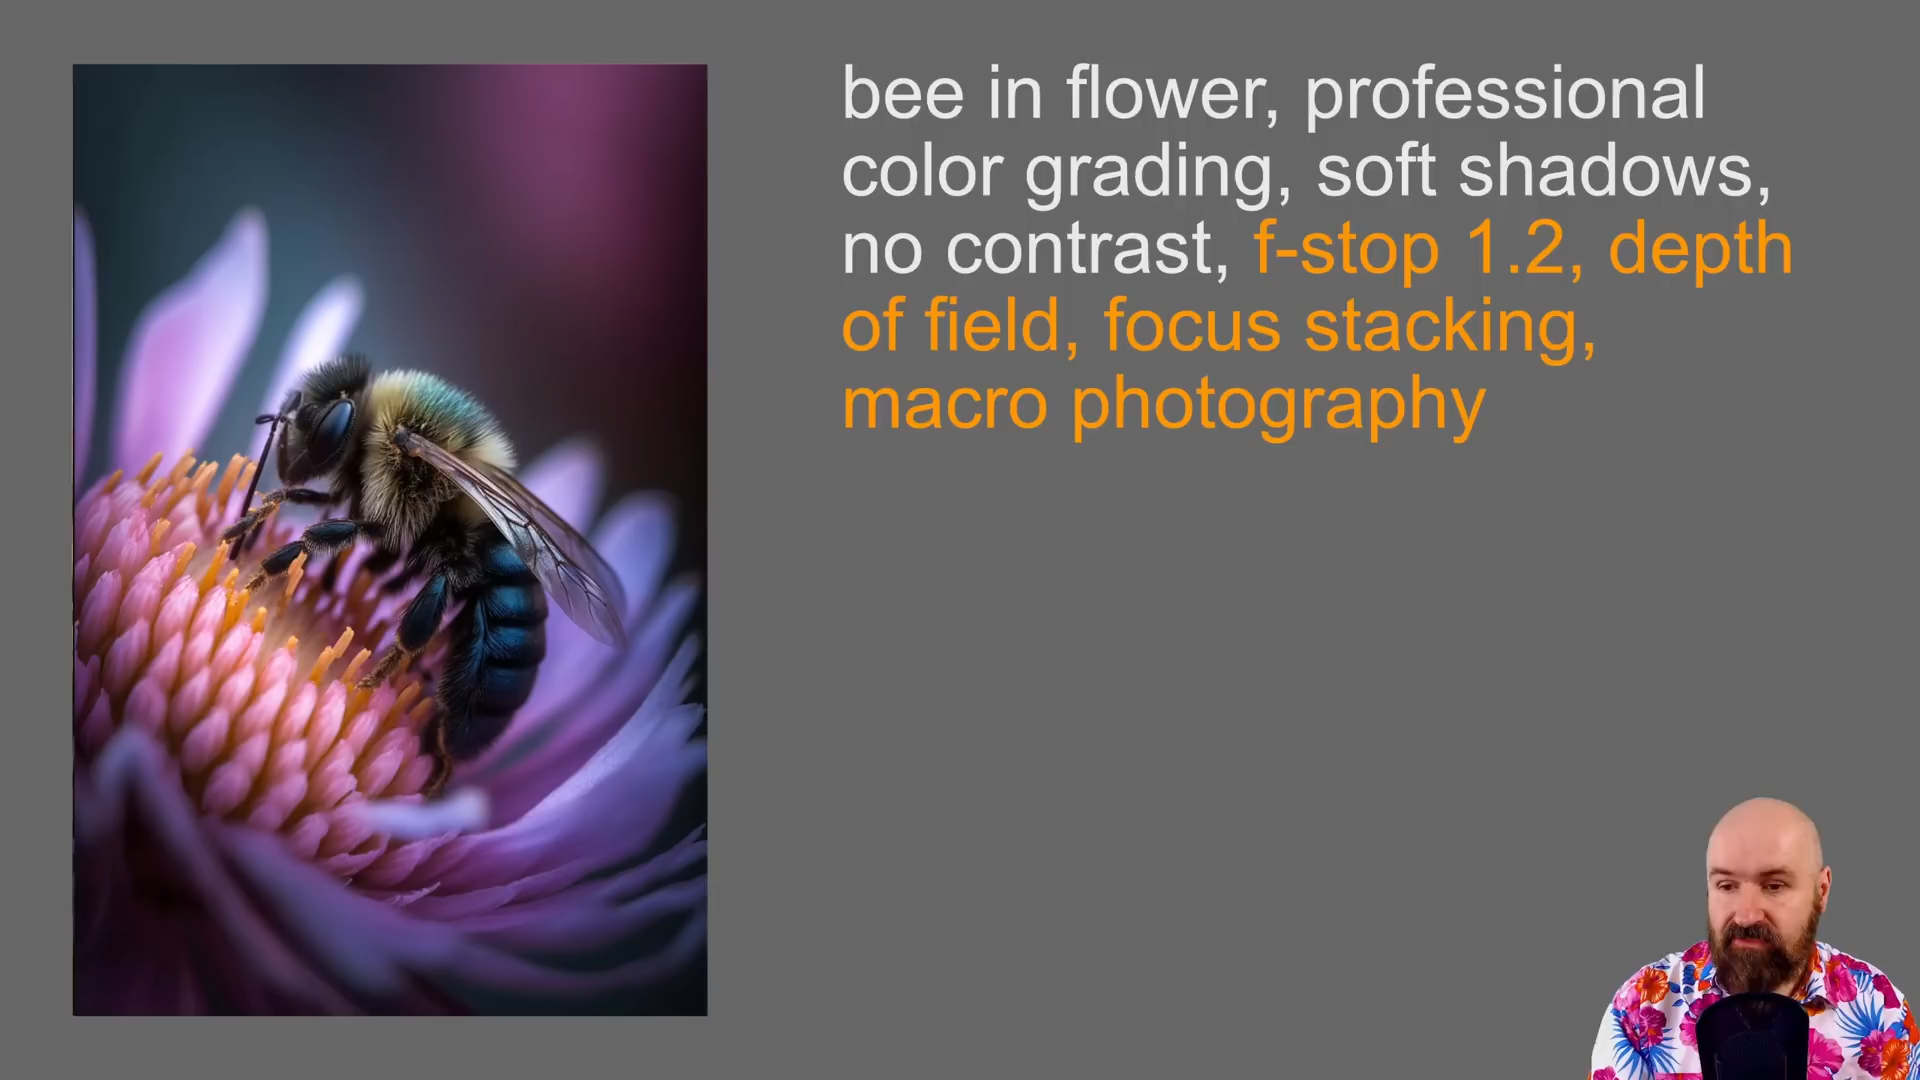 bee in flower, professional
color grading, soft shadows,
no contrast, f-stop 1.2, depth
of field, focus stacking,
macro photography